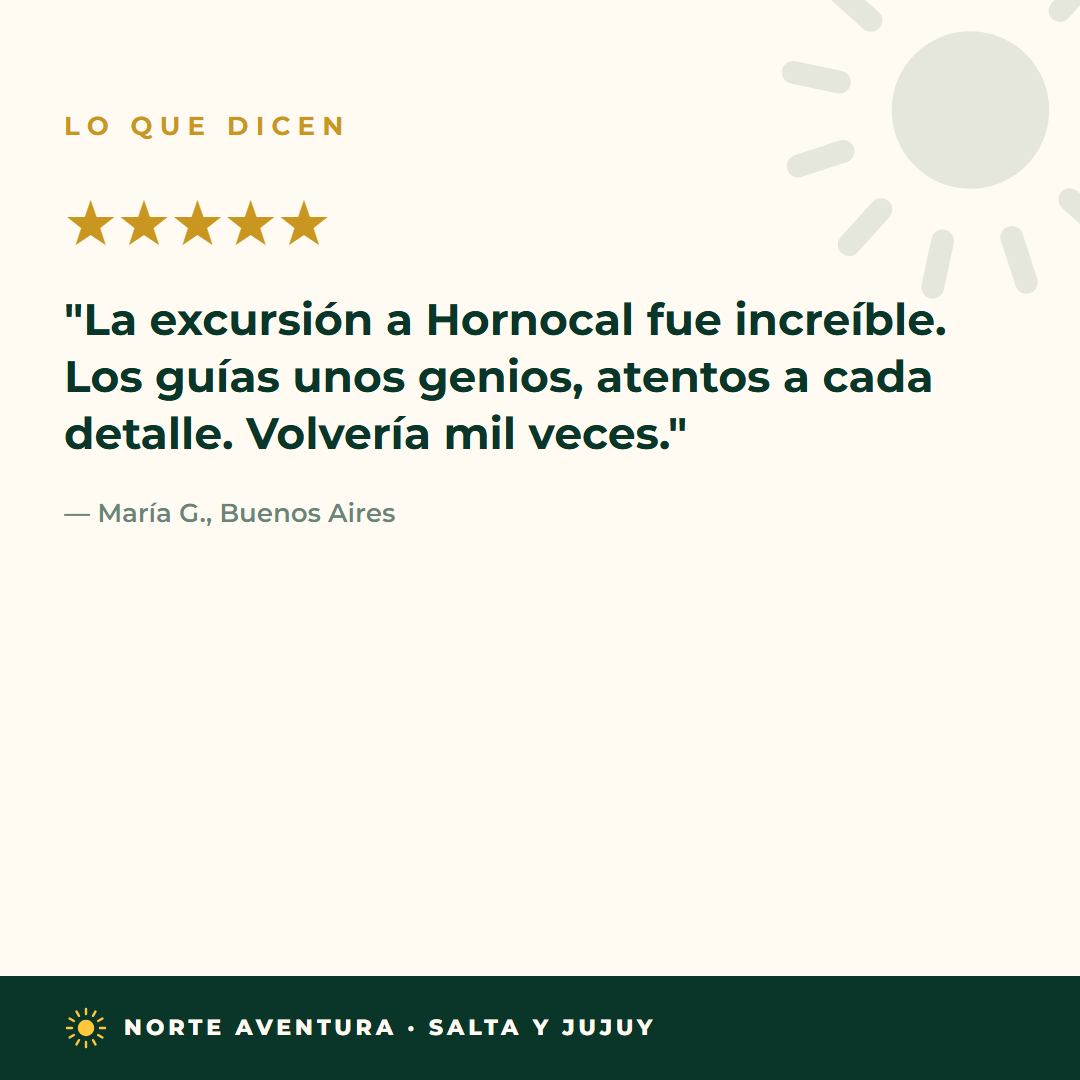 LO QUE DICEN
★★★★★
"La excursión a Hornocal fue increíble.
Los guías unos genios, atentos a cada
detalle. Volvería mil veces."
— María G., Buenos Aires
NORTE AVENTURA • SALTA Y JUJUY